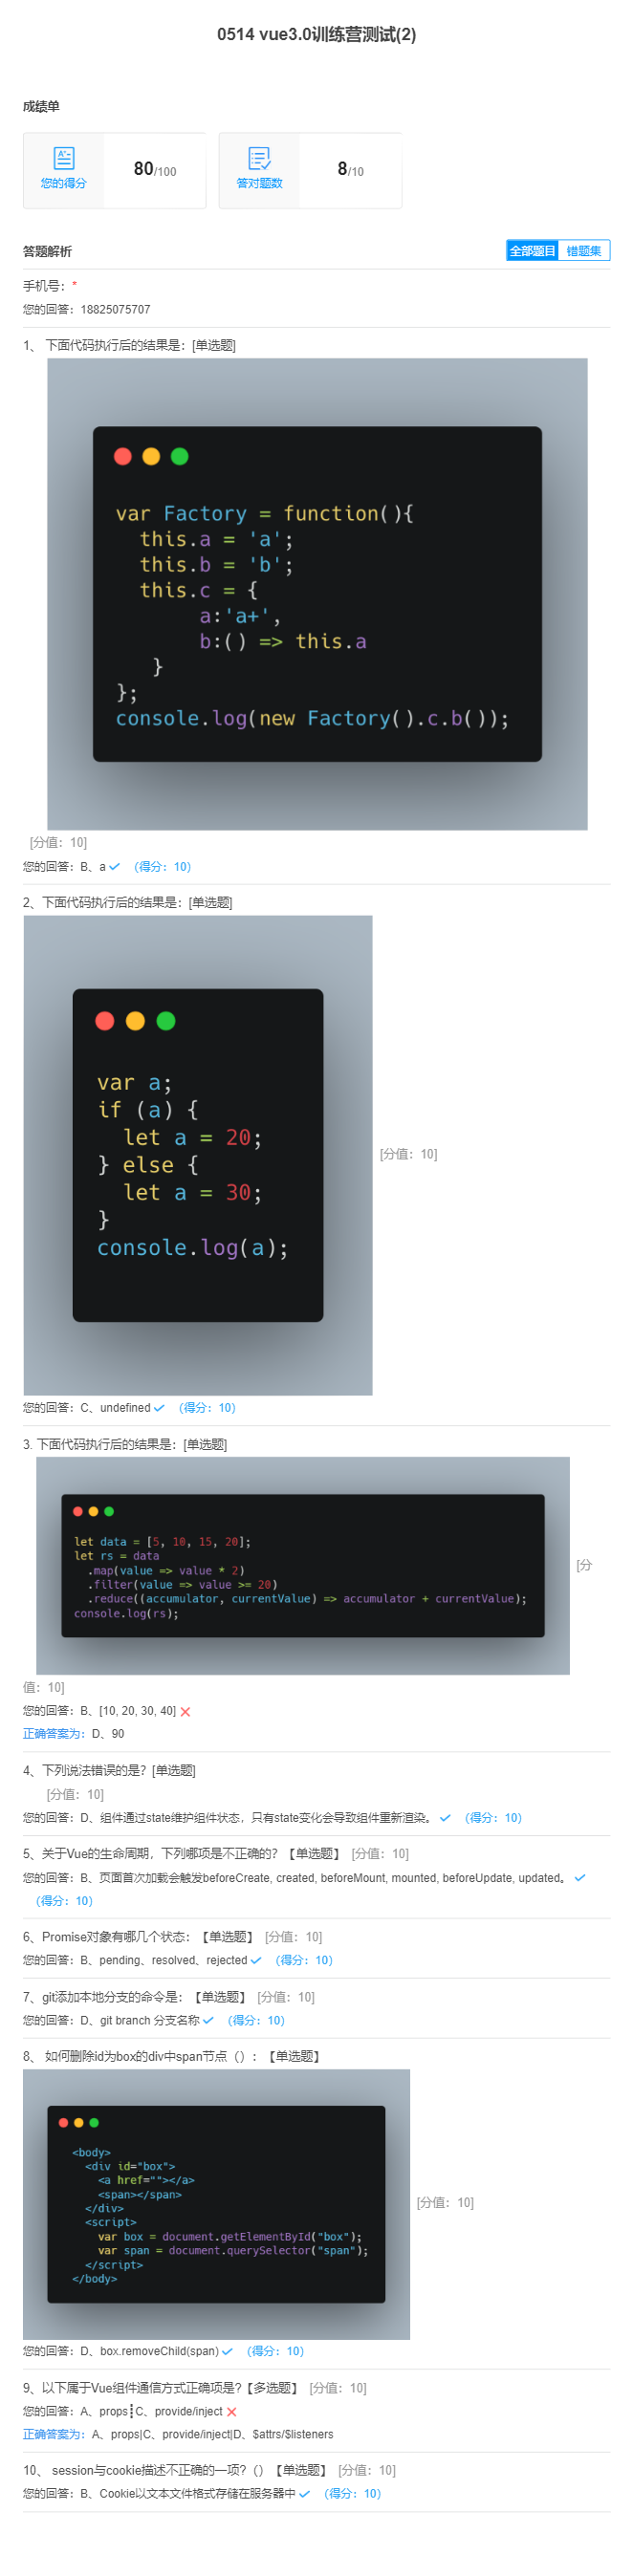 0514 vue3.0训练营测试(2)
成绩单
您的得分
80/100
答对题数
8/10
答题解析
全部题目 错题集
手机号：*
您的回答：18825075707
1、 下面代码执行后的结果是：[单选题]
var Factory = function(){
this.a = 'a';
this.b = 'b';
this.c = {
a:'a+',
b:() => this.a
}
};
console.log(new Factory().c.b());
[分值：10]
您的回答：B、a （得分：10）
2、下面代码执行后的结果是：[单选题]
var a;
if (a) {
let a = 20;
} else {
let a = 30;
}
console.log(a);
[分值：10]
您的回答：C、undefined （得分：10）
3. 下面代码执行后的结果是：[单选题]
let data = [5, 10, 15, 20];
let rs = data
.map(value => value * 2)
.filter(value => value >= 20)
.reduce((accumulator, currentValue) => accumulator + currentValue);
console.log(rs);
[分
值：10]
您的回答：B、[10, 20, 30, 40]
正确答案为：D、90
4、下列说法错误的是？[单选题]
[分值：10]
您的回答：D、组件通过state维护组件状态，只有state变化会导致组件重新渲染。 （得分：10）
5、关于Vue的生命周期，下列哪项是不正确的？【单选题】 [分值：10]
您的回答：B、页面首次加载会触发beforeCreate, created, beforeMount, mounted, beforeUpdate, updated。
（得分：10）
6、Promise对象有哪几个状态：【单选题】 [分值：10]
您的回答：B、pending、resolved、rejected （得分：10）
7、git添加本地分支的命令是：【单选题】 [分值：10]
您的回答：D、git branch 分支名称 （得分：10）
8、 如何删除id为box的div中span节点（）：【单选题】
<body>
<div id="box">
<a href=""></a>
<span></span>
</div>
<script>
var box = document.getElementById("box");
var span = document.querySelector("span");
</script>
</body>
[分值：10]
您的回答：D、box.removeChild(span) （得分：10）
9、以下属于Vue组件通信方式正确项是?【多选题】 [分值：10]
您的回答：A、props┋C、provide/inject
正确答案为：A、props|C、provide/inject|D、$attrs/$listeners
10、 session与cookie描述不正确的一项?（）【单选题】 [分值：10]
您的回答：B、Cookie以文本文件格式存储在服务器中 （得分：10）